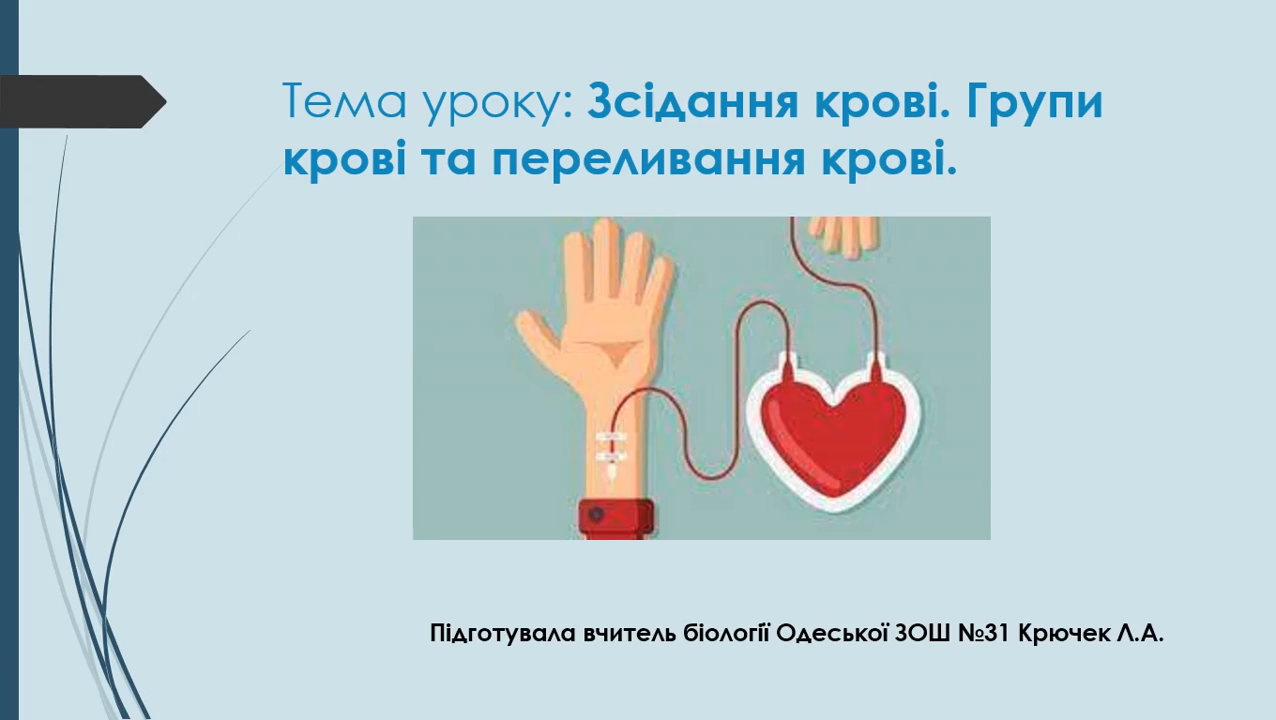 Тема уроку: Зсідання крові. Групи
крові та переливання крові.
Підготувала вчитель біології Одеської ЗОШ №31 Крючек Л.А.